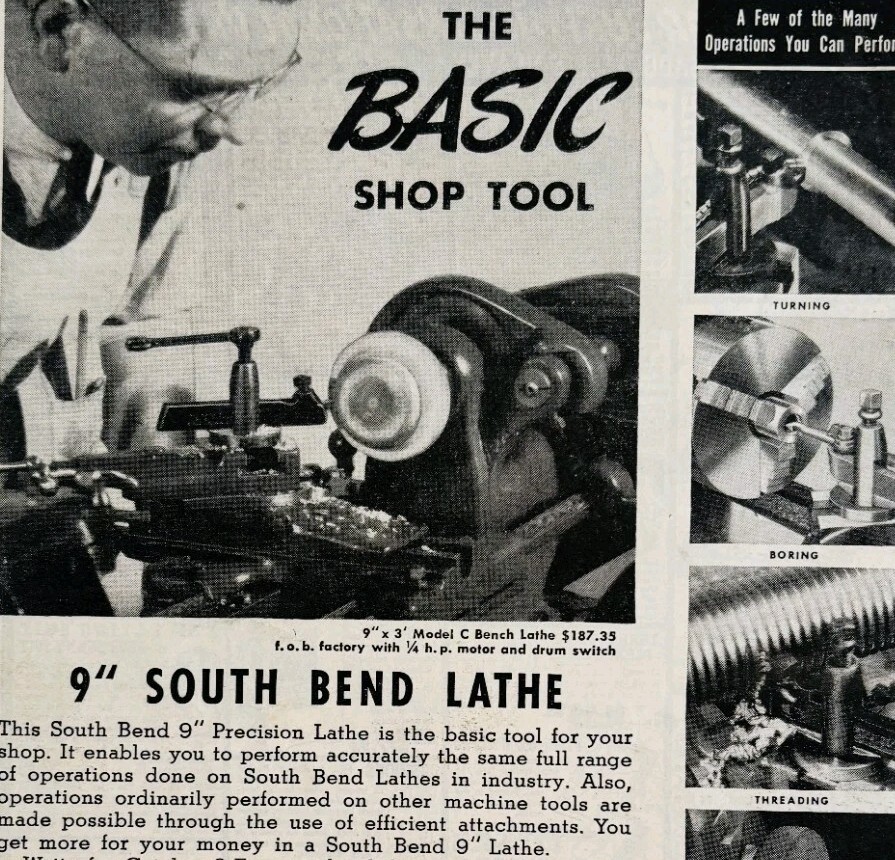 THE
BASIC
SHOP TOOL
9" x 3' Model C Bench Lathe $187.35
f.o.b. factory with ¼ h.p. motor and drum switch
9" SOUTH BEND LATHE
This South Bend 9" Precision Lathe is the basic tool for your
shop. It enables you to perform accurately the same full range
of operations done on South Bend Lathes in industry. Also,
operations ordinarily performed on other machine tools are
made possible through the use of efficient attachments. You
get more for your money in a South Bend 9" Lathe.
A Few of the Many
Operations You Can Perfor
TURNING
BORING
THREADING